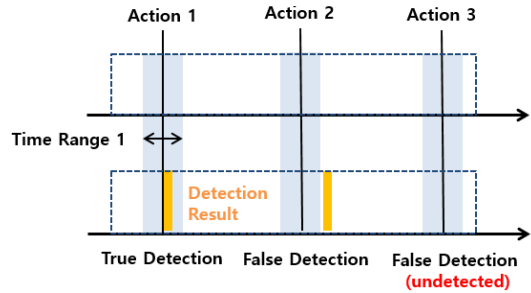 Action 1 Action 2 Action 3
Time Range 1
Detection
Result
True Detection False Detection False Detection
(undetected)